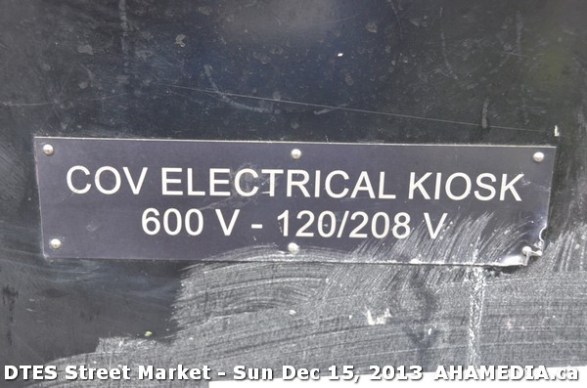 COV ELECTRICAL KIOSK
600 V - 120/208 V
DTES Street Market - Sun Dec 15, 2013 AHAMEDIA.ca